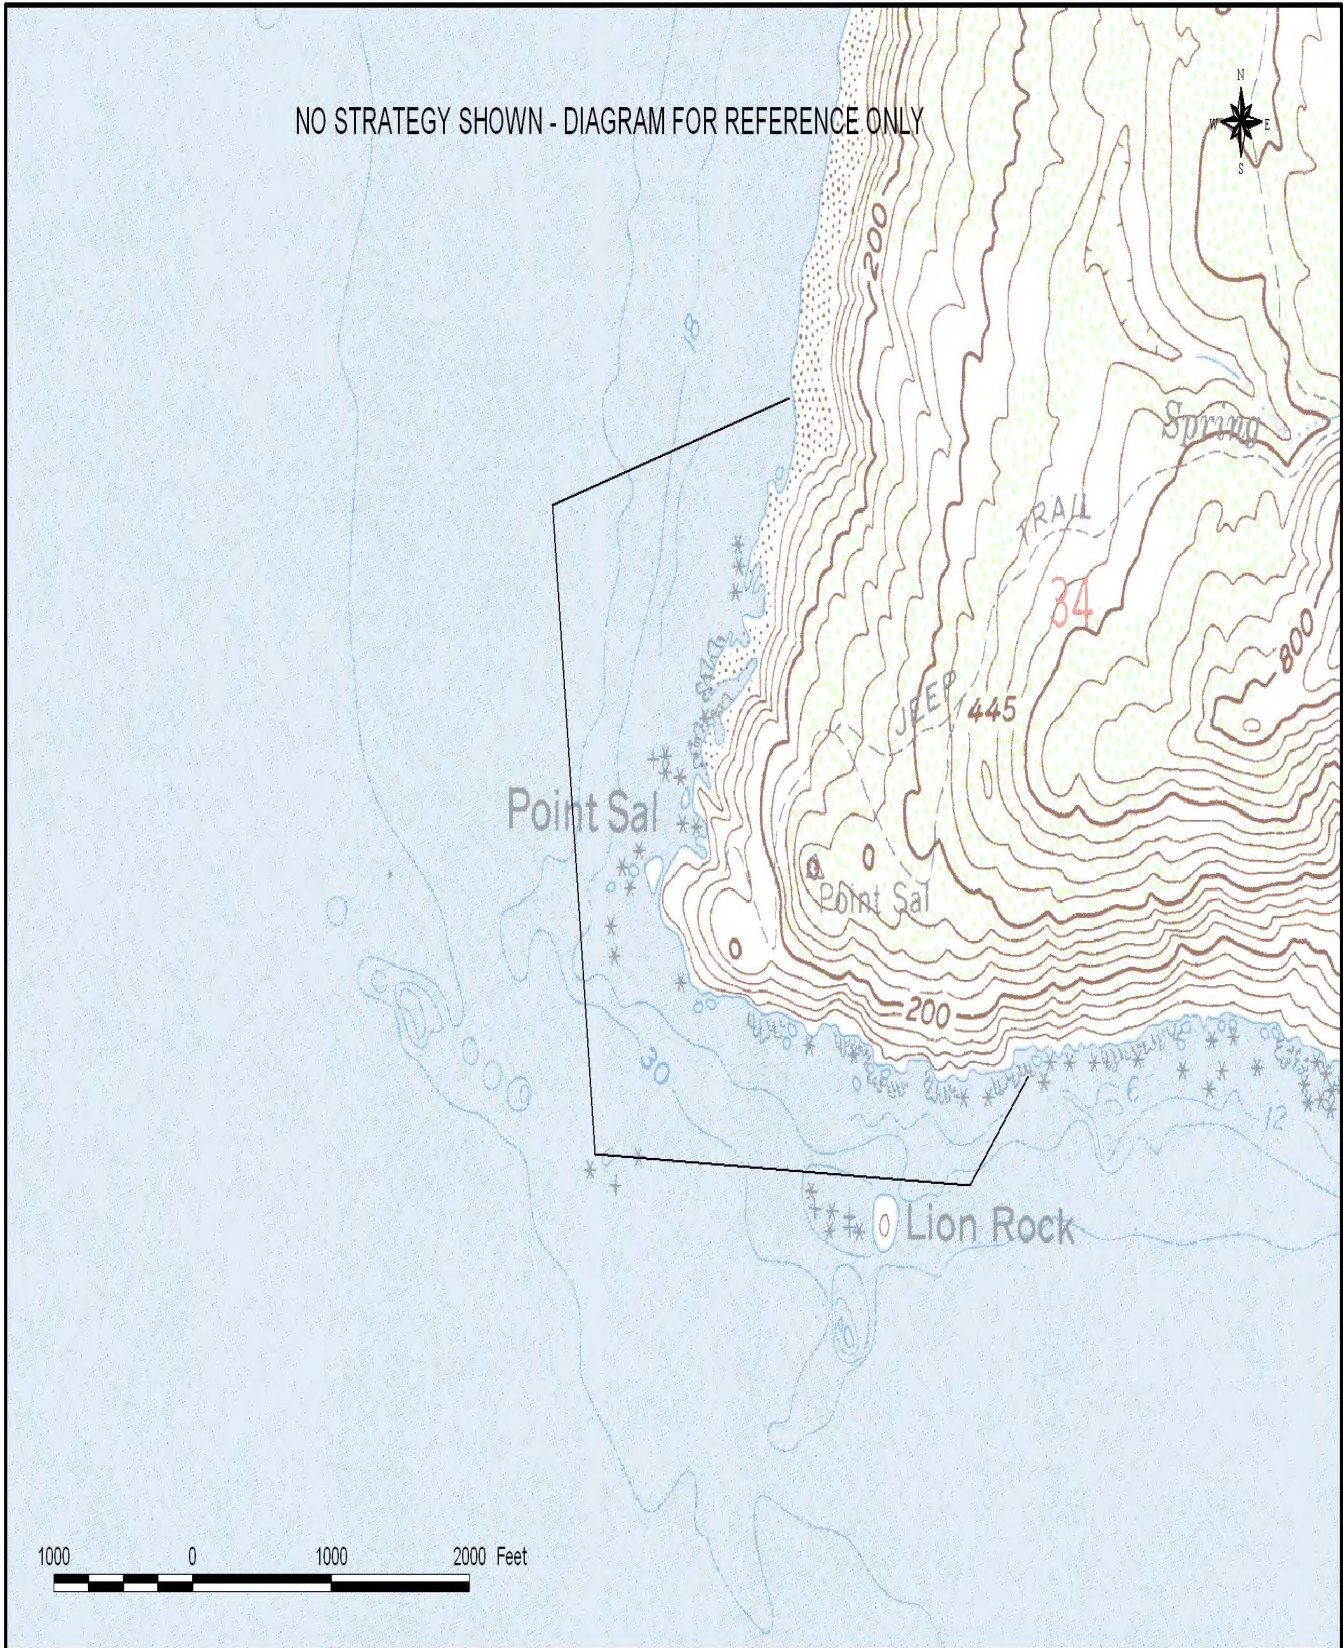 NO STRATEGY SHOWN - DIAGRAM FOR REFERENCE ONLY
N
W E
S
200
18
Spring
TRAIL
34
800
JEEP
445
Point Sal
Point Sal
200
30
6
12
Lion Rock
1000 0 1000 2000 Feet